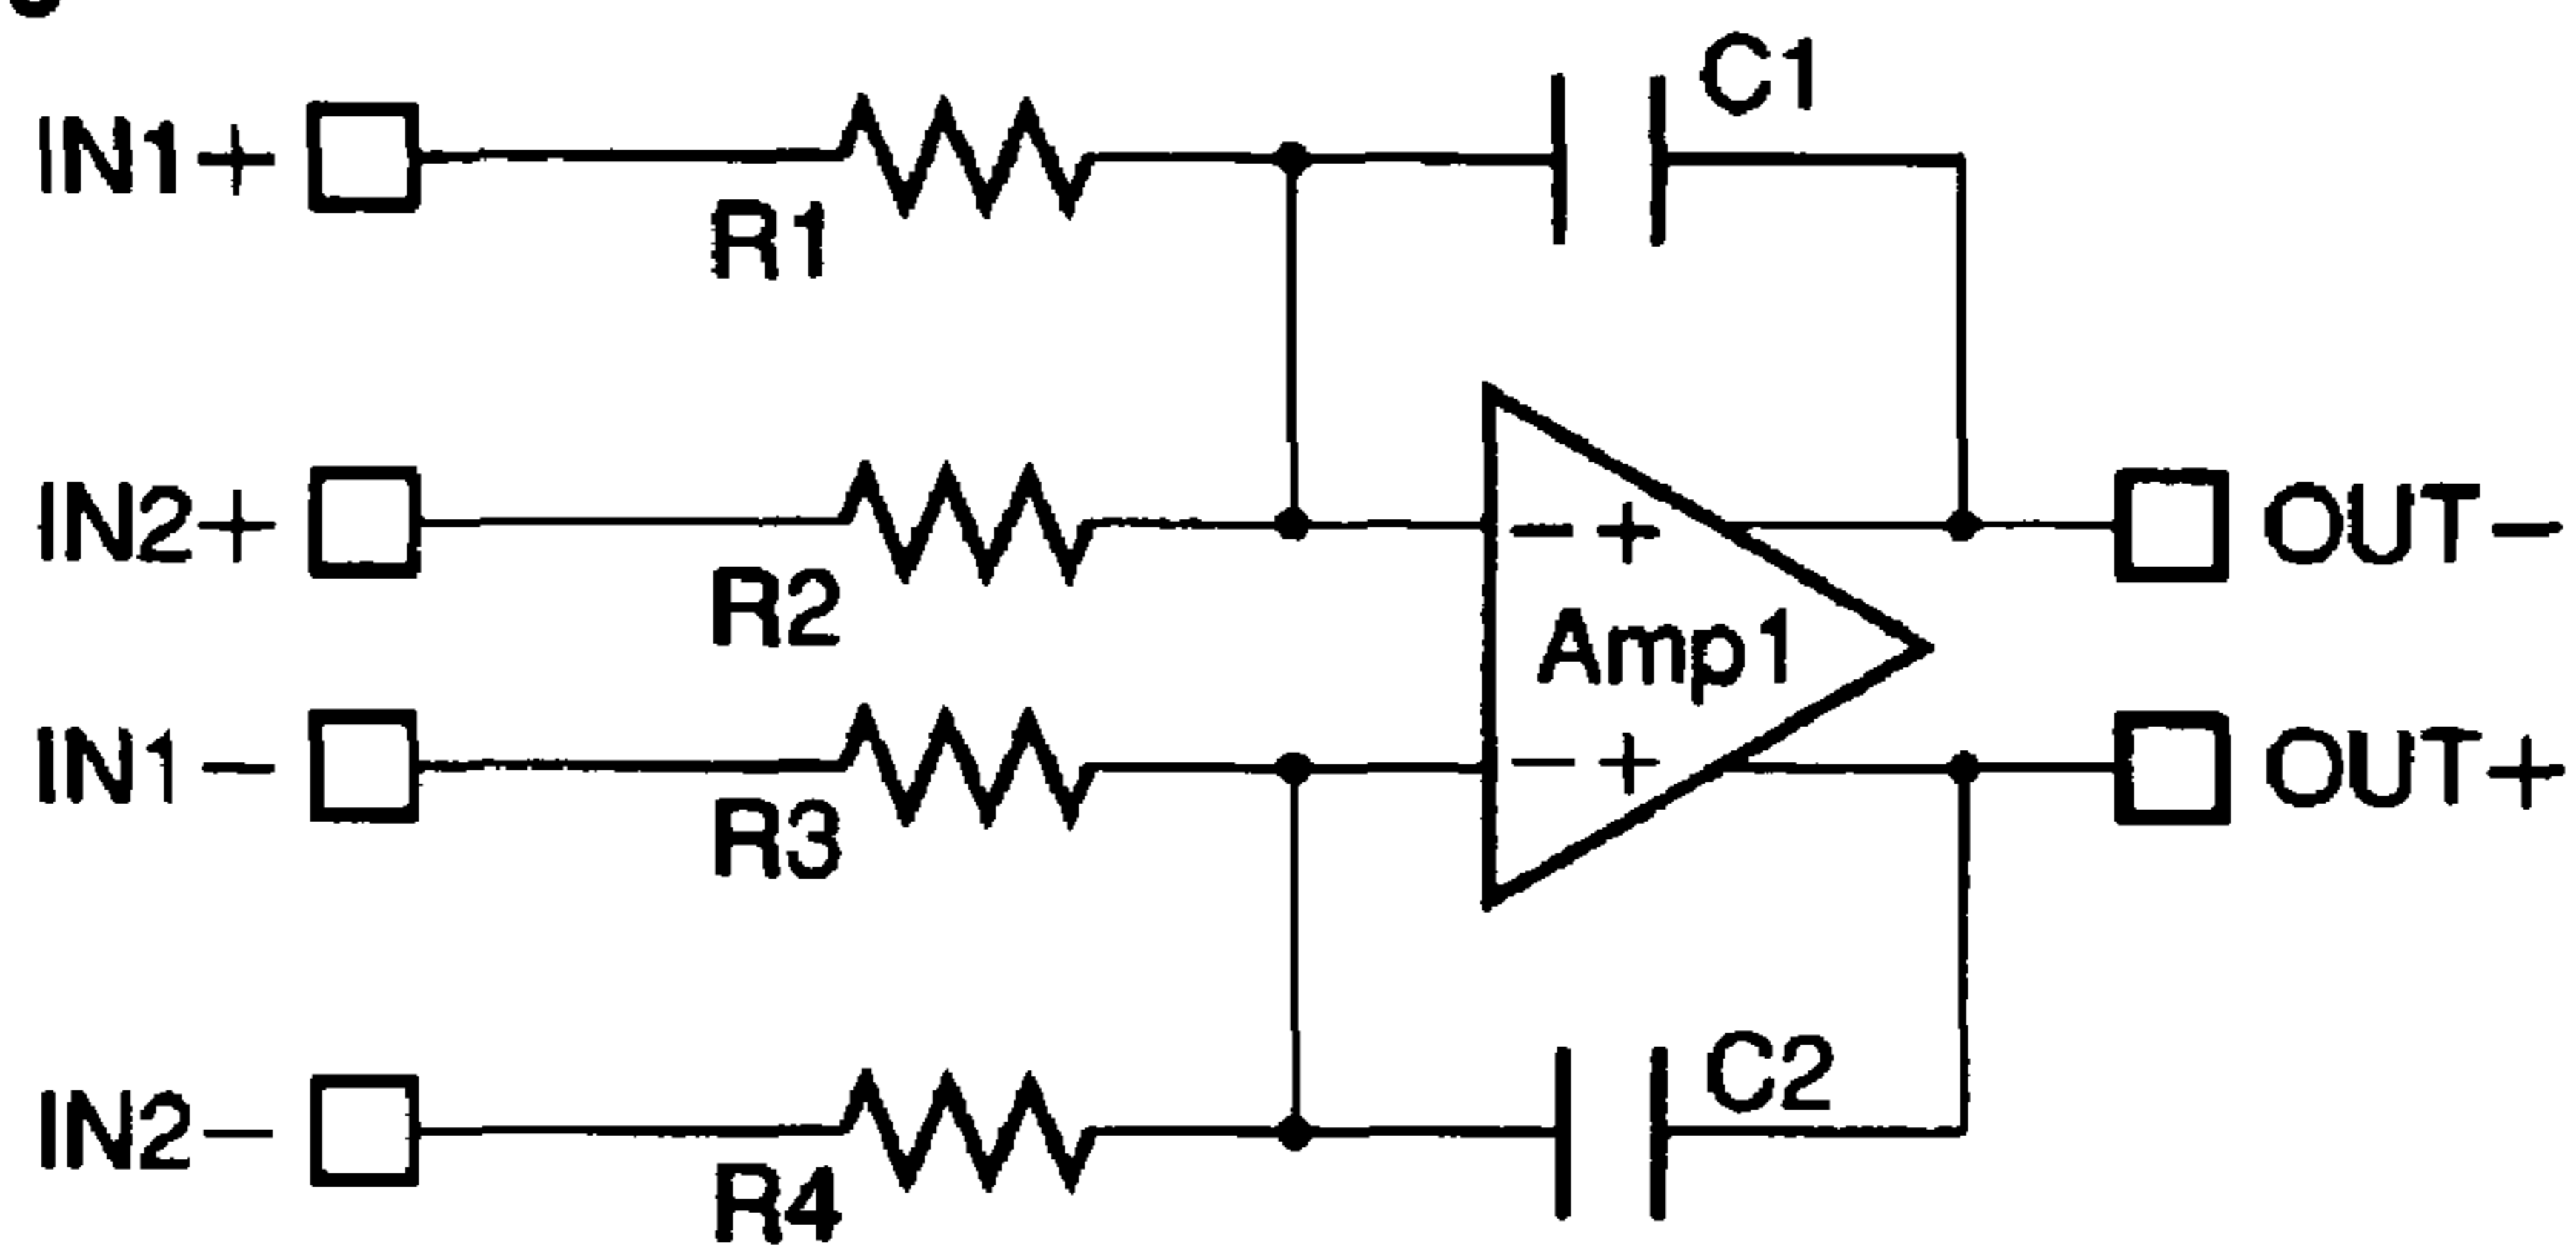 IN1+
R1
C1
IN2+
R2
- +
Amp1
- +
OUT-
IN1-
R3
OUT+
IN2-
R4
C2